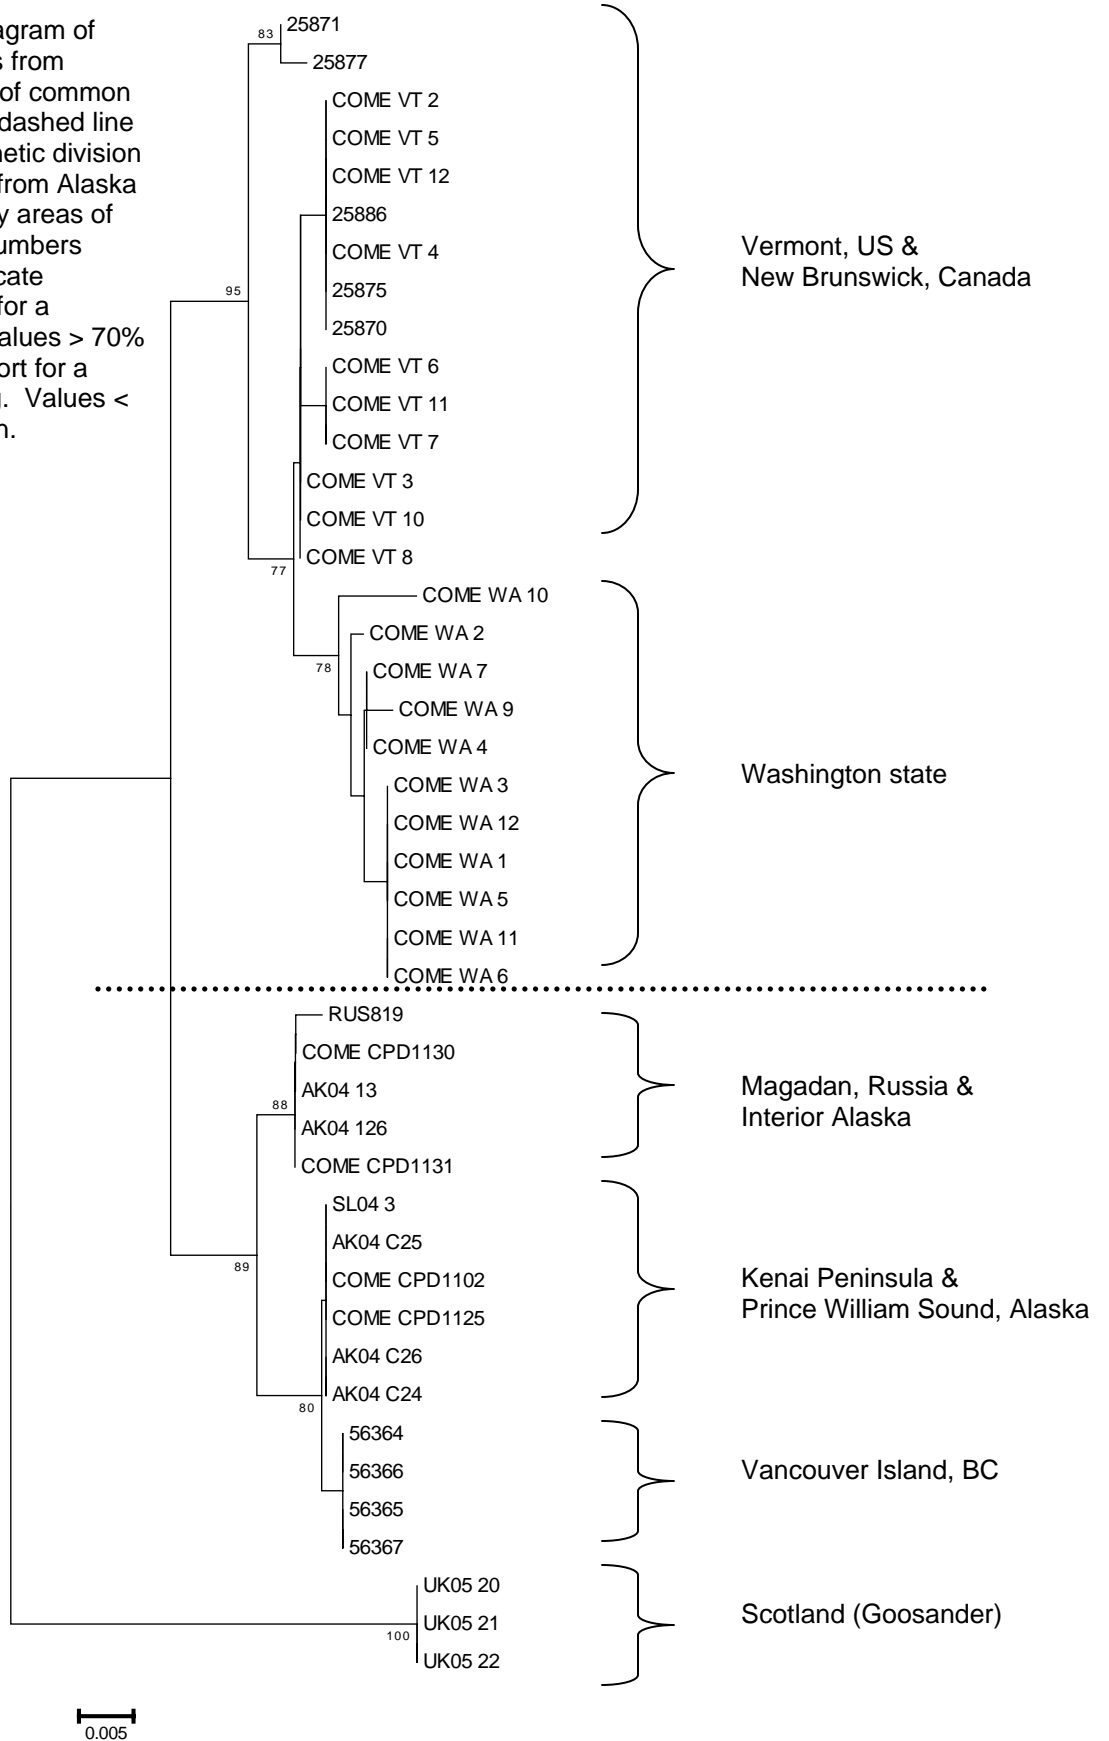 agram of
s from
of common
dashed line
netic division
from Alaska
y areas of
umbers
cate
for a
alues > 70%
ort for a
g. Values <
n.
83
25871
25877
COME VT 2
COME VT 5
COME VT 12
25886
COME VT 4
25875
25870
COME VT 6
COME VT 11
COME VT 7
COME VT 3
COME VT 10
COME VT 8
Vermont, US &
New Brunswick, Canada
95
77
COME WA 10
COME WA 2
COME WA 7
COME WA 9
COME WA 4
COME WA 3
COME WA 12
COME WA 1
COME WA 5
COME WA 11
COME WA 6
78
Washington state
RUS819
COME CPD1130
AK04 13
AK04 126
COME CPD1131
88
Magadan, Russia &
Interior Alaska
SL04 3
AK04 C25
COME CPD1102
COME CPD1125
AK04 C26
AK04 C24
89
80
Kenai Peninsula &
Prince William Sound, Alaska
56364
56366
56365
56367
Vancouver Island, BC
UK05 20
UK05 21
UK05 22
100
Scotland (Goosander)
0.005